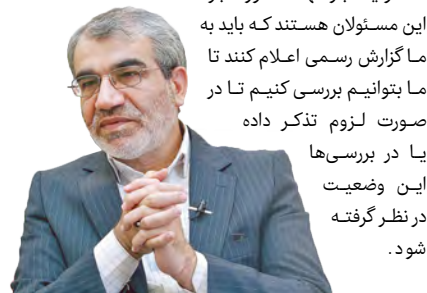 این مسئولان هستند که باید به
ما گزارش رسمی اعلام کنند تا
ما بتوانیم بررسی کنیم تا در
صورت لزوم تذکر داده
یا در بررسی‌ها
این وضعیت
در نظر گرفته
شود.